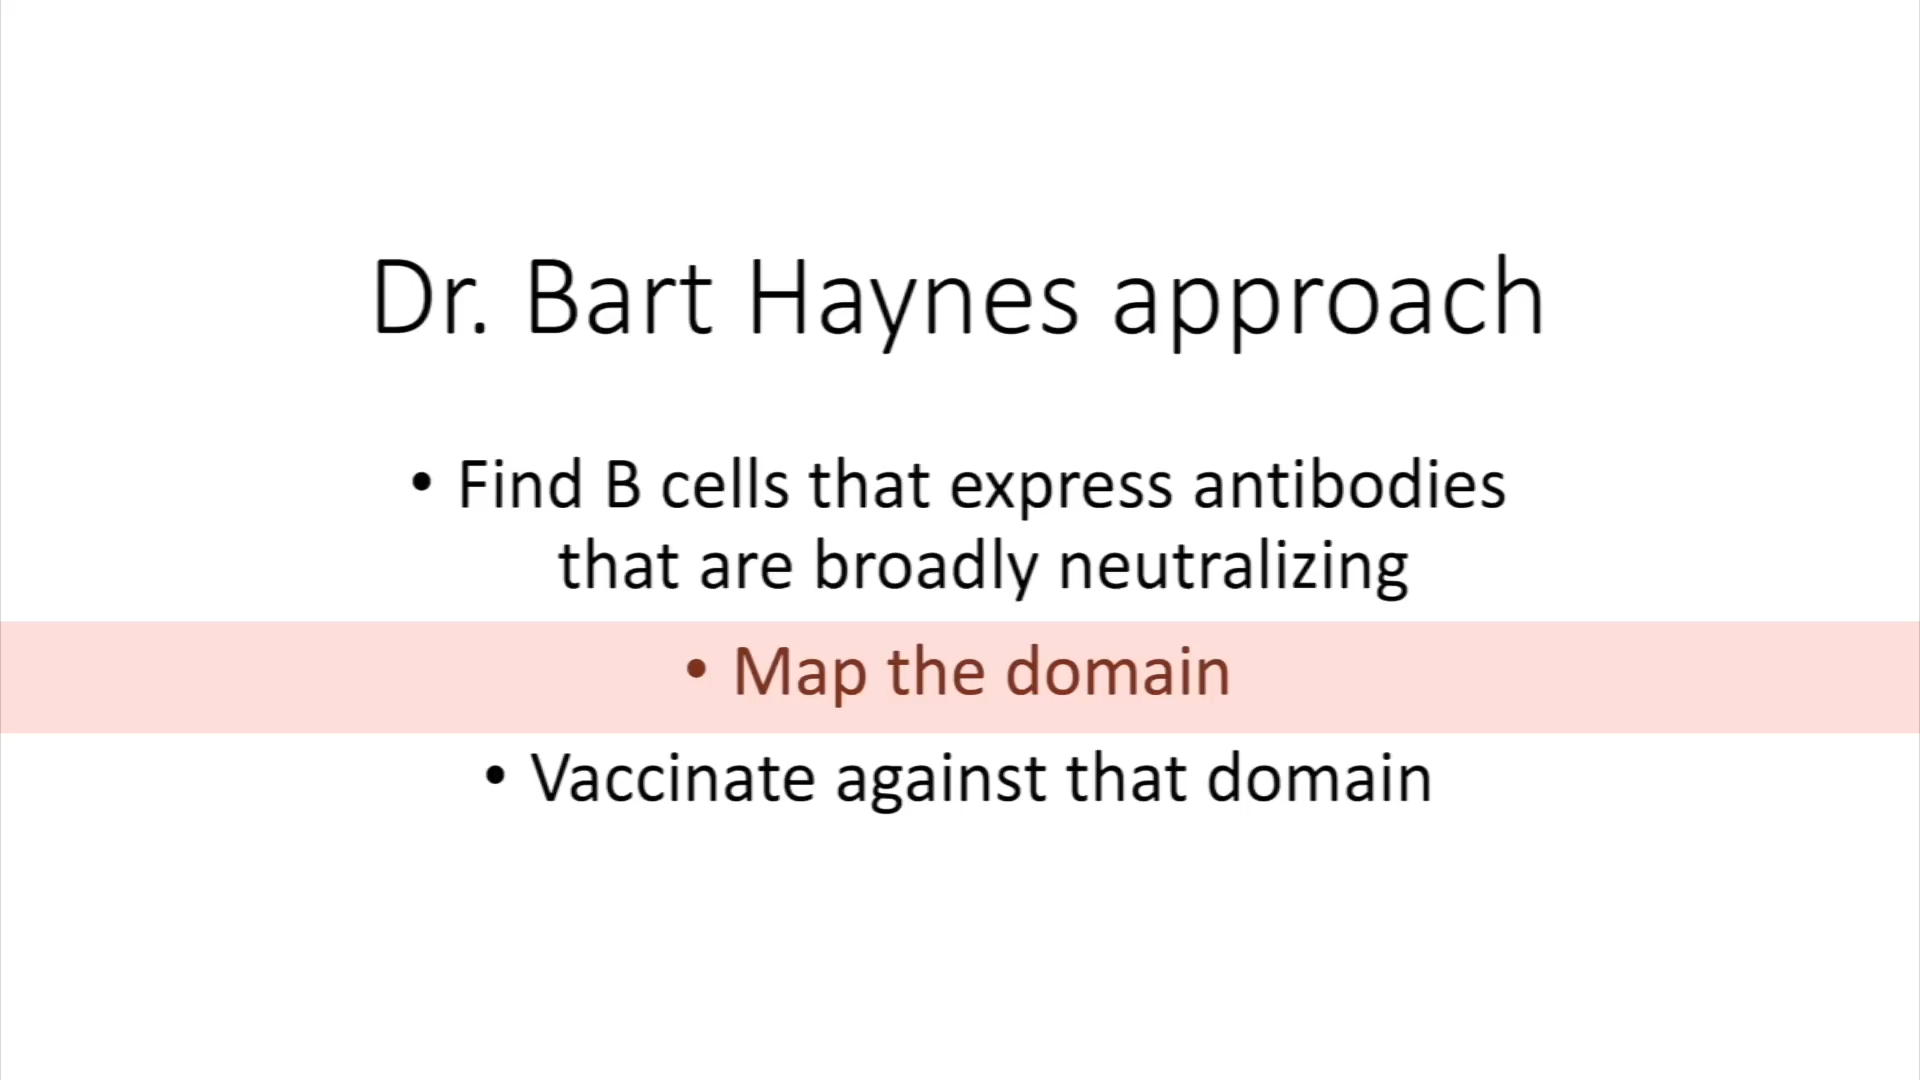 Dr. Bart Haynes approach
• Find B cells that express antibodies
that are broadly neutralizing
• Map the domain
• Vaccinate against that domain